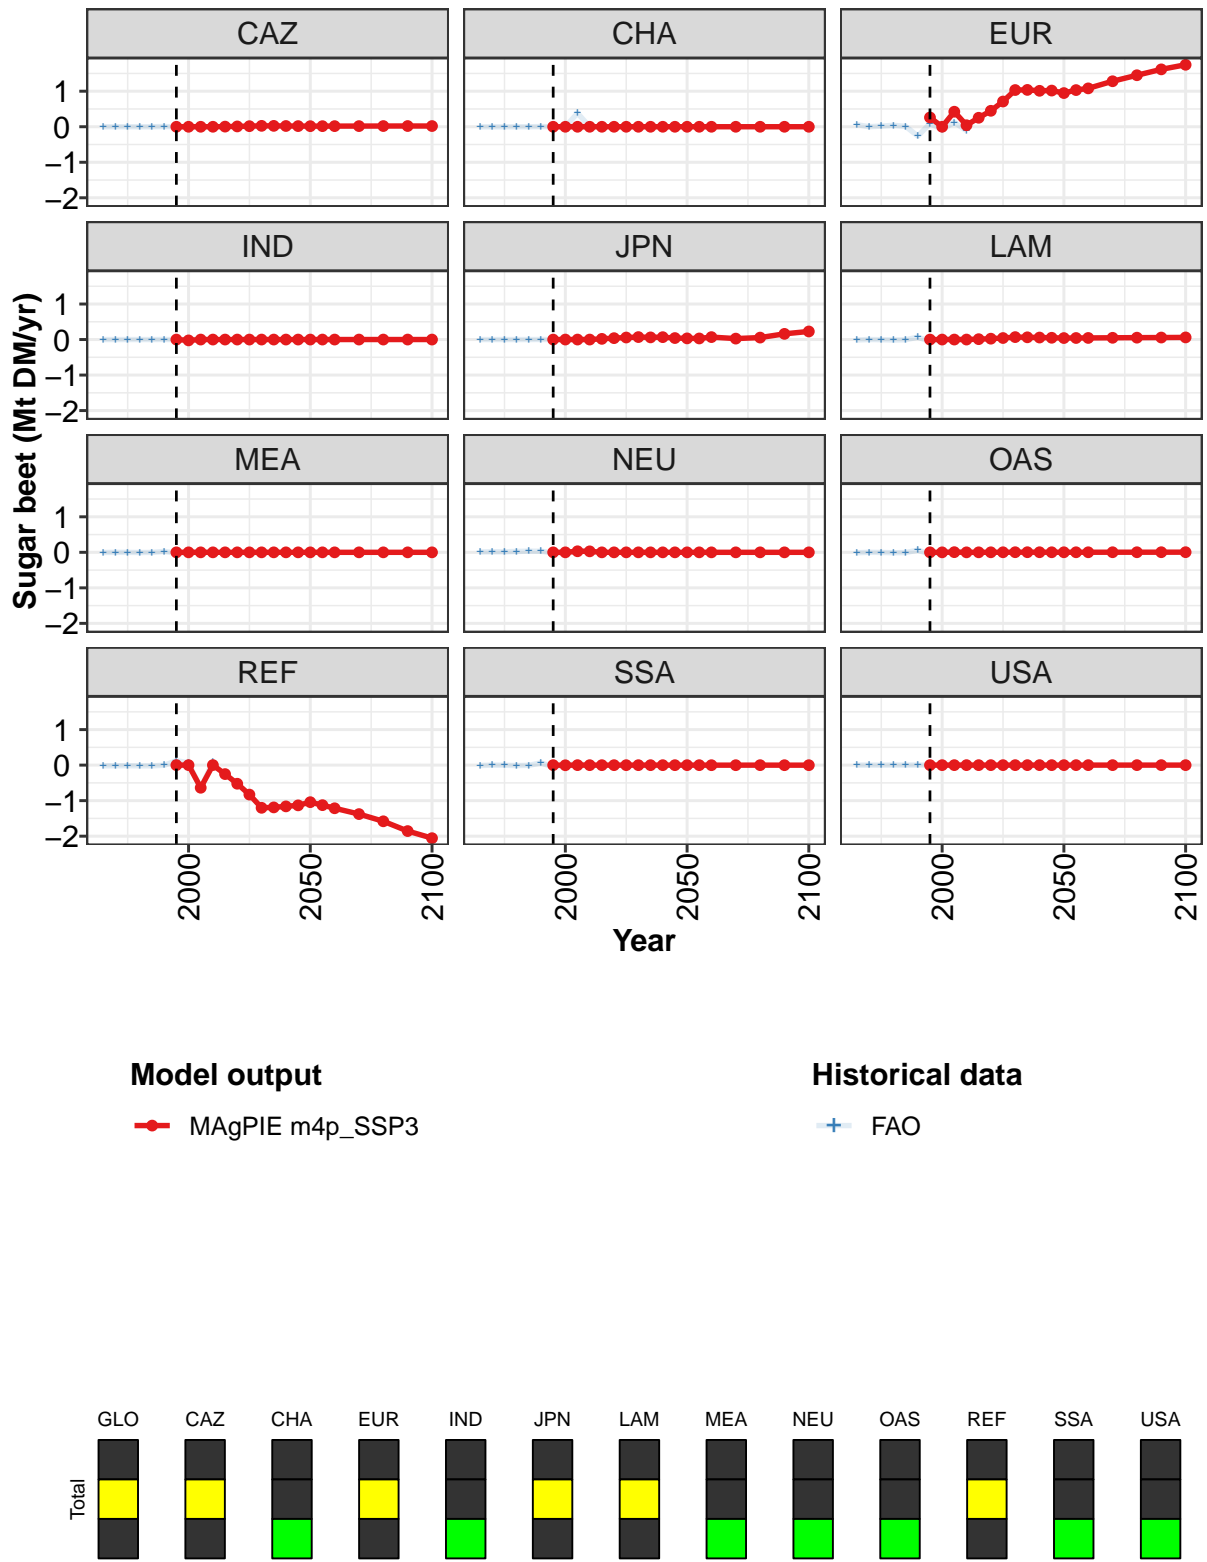 CAZ CHA EUR
1
0
−1
−2
IND JPN LAM
1
0
−1
−2
MEA NEU OAS
1
0
−1
−2
REF SSA USA
1
0
−1
−2
Sugar beet (Mt DM/yr)
2000 2050 2100 2000 2050 2100 2000 2050 2100
Year
Model output Historical data
MAgPIE m4p_SSP3 FAO
GLO CAZ CHA EUR IND JPN LAM MEA NEU OAS REF SSA USA
Total